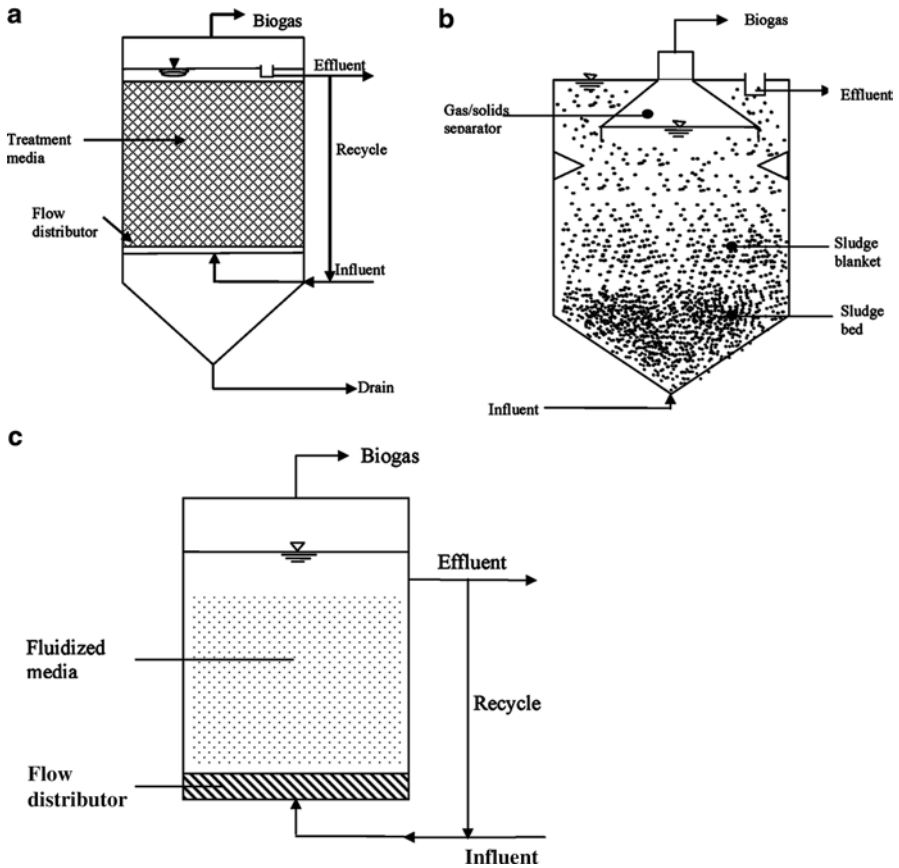 a
Biogas
Effluent
Treatment
media
Recycle
Flow
distributor
Influent
Drain
b
Biogas
Gas/solids
separator
Effluent
Sludge
blanket
Sludge
bed
Influent
c
Biogas
Effluent
Fluidized
media
Recycle
Flow
distributor
Influent